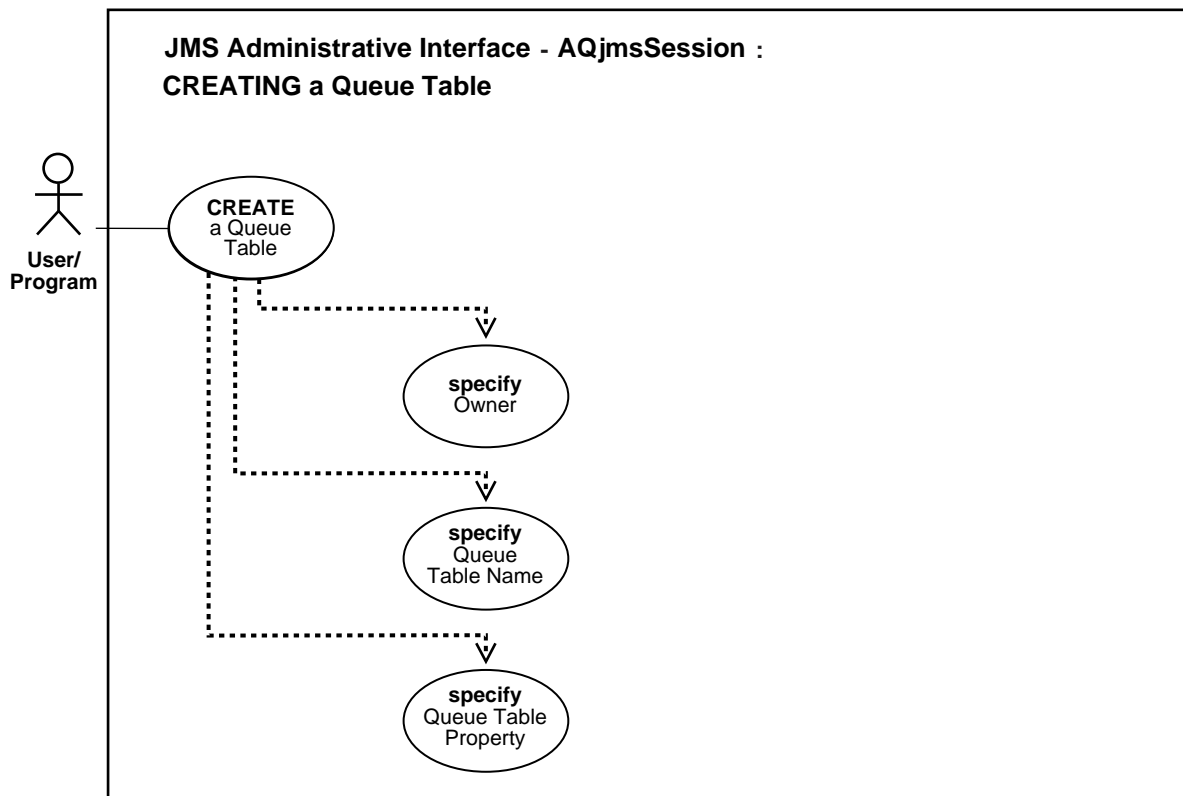 JMS Administrative Interface - AQjmsSession :
CREATING a Queue Table
User/
Program
CREATE
a Queue
Table
specify
Owner
specify
Queue
Table Name
specify
Queue Table
Property